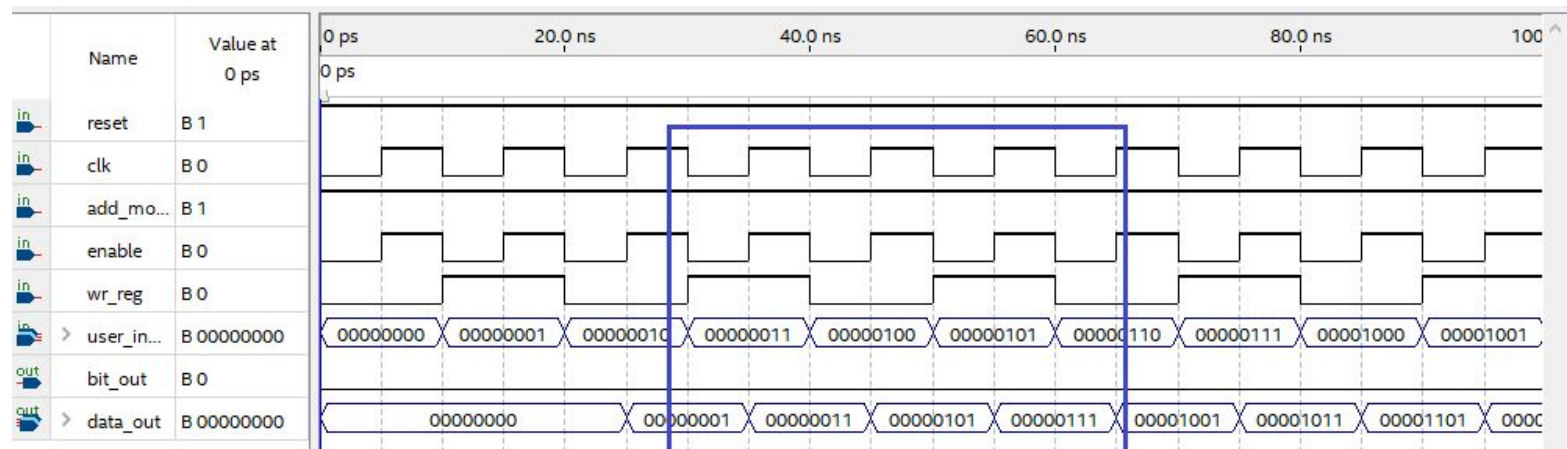 Name Value at 0 ps
0 ps 20.0 ns 40.0 ns 60.0 ns 80.0 ns 100
0 ps
in reset B 1
in clk B 0
in add_mo... B 1
in enable B 0
in wr_reg B 0
in > user_in... B 00000000 00000000 00000001 00000010 00000011 00000100 00000101 00000110 00000111 00001000 00001001
out bit_out B 0
out > data_out B 00000000 00000000 00000001 00000011 00000101 00000111 00001001 00001011 00001101 0000